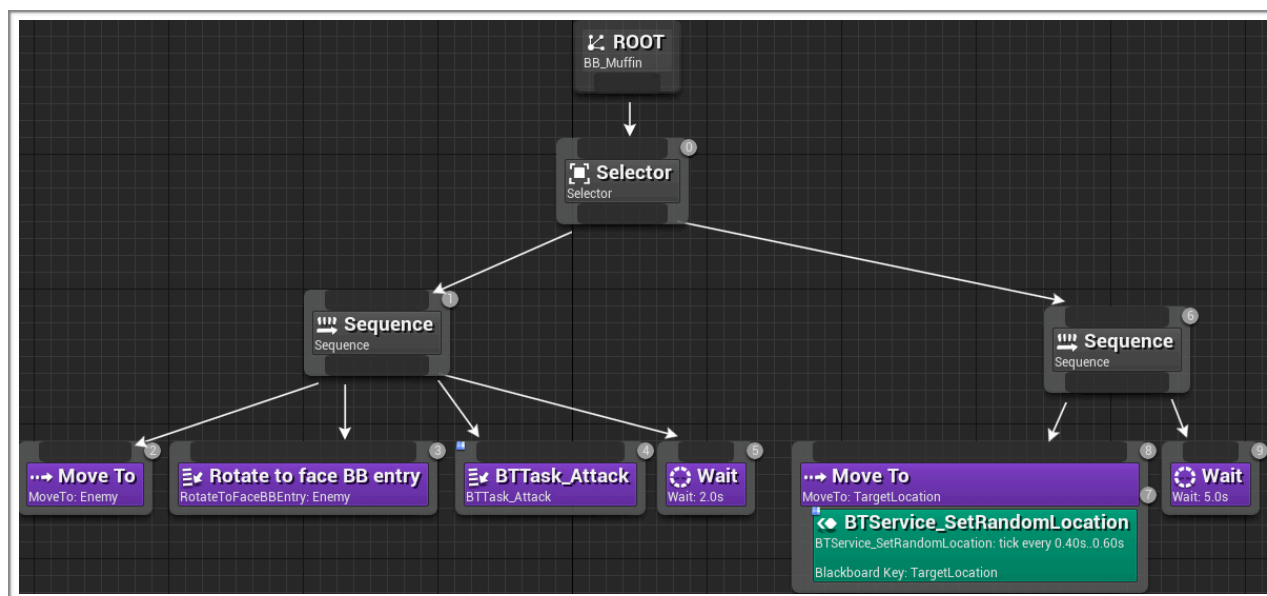 ROOT
BB_Muffin
0
Selector
Selector
1
Sequence
Sequence
6
Sequence
Sequence
2
Move To
MoveTo: Enemy
3
Rotate to face BB entry
RotateToFaceBBEntry: Enemy
4
BTTask_Attack
BTTask_Attack
5
Wait
Wait: 2.0s
8
Move To
MoveTo: TargetLocation
7
BTService_SetRandomLocation
BTService_SetRandomLocation: tick every 0.40s..0.60s
Blackboard Key: TargetLocation
9
Wait
Wait: 5.0s